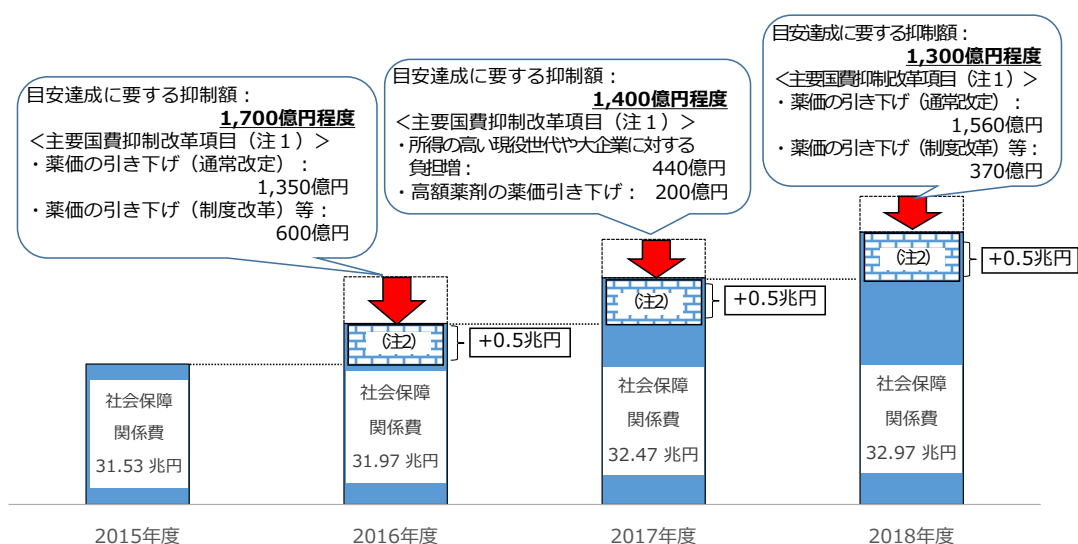 目安達成に要する抑制額：
1,700億円程度
＜主要国費抑制改革項目（注１）＞
・薬価の引き下げ（通常改定）：
1,350億円
・薬価の引き下げ（制度改革）等：
600億円
目安達成に要する抑制額：
1,400億円程度
＜主要国費抑制改革項目（注１）＞
・所得の高い現役世代や大企業に対する
負担増： 440億円
・高額薬剤の薬価引き下げ： 200億円
目安達成に要する抑制額：
1,300億円程度
＜主要国費抑制改革項目（注１）＞
・薬価の引き下げ（通常改定）：
1,560億円
・薬価の引き下げ（制度改革）等：
370億円
（注2）
+0.5兆円
（注2）
+0.5兆円
（注2）
+0.5兆円
社会保障
関係費
31.53 兆円
社会保障
関係費
31.97 兆円
社会保障
関係費
32.47 兆円
社会保障
関係費
32.97 兆円
2015年度
2016年度
2017年度
2018年度